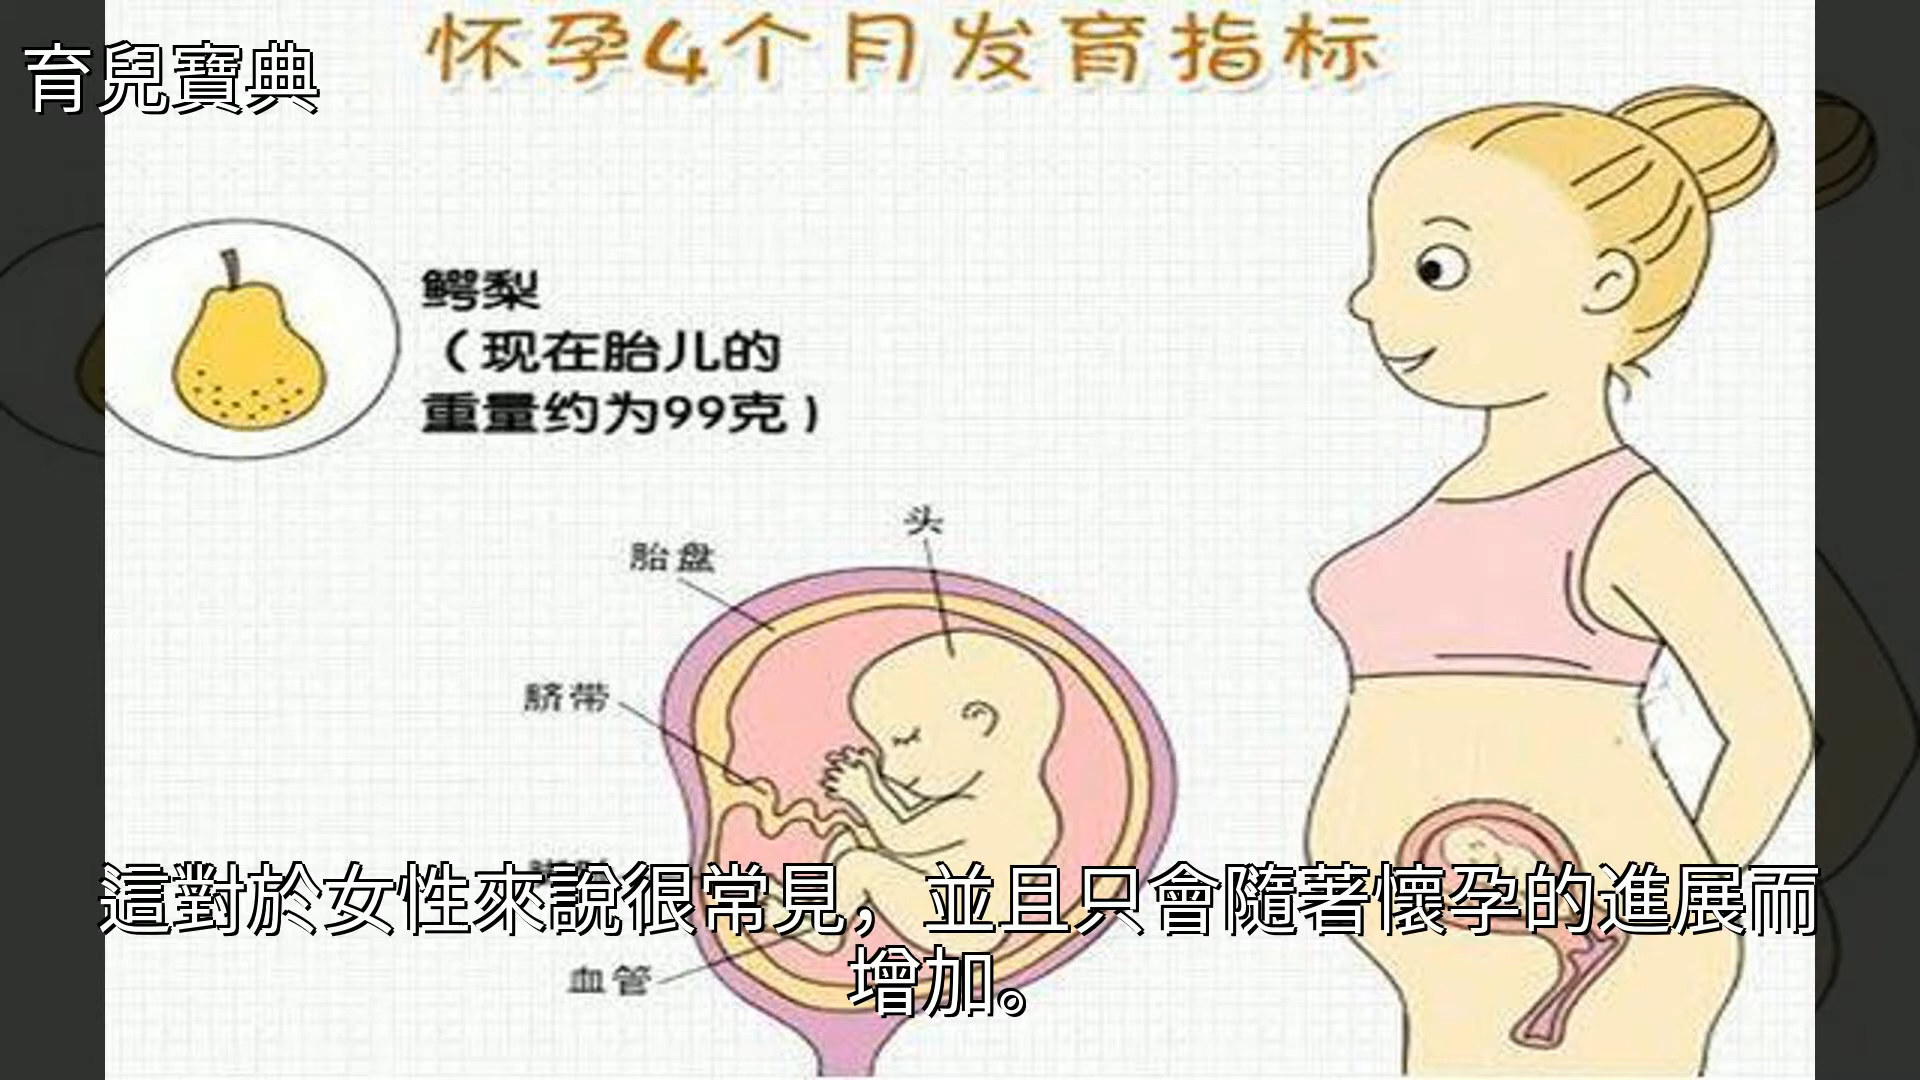 怀孕4个月发育指标
育兒寶典
鳄梨
（现在胎儿的
重量约为99克）
头
胎盘
脐带
血管
這對於女性來說很常見，並且只會隨著懷孕的進展而
增加。